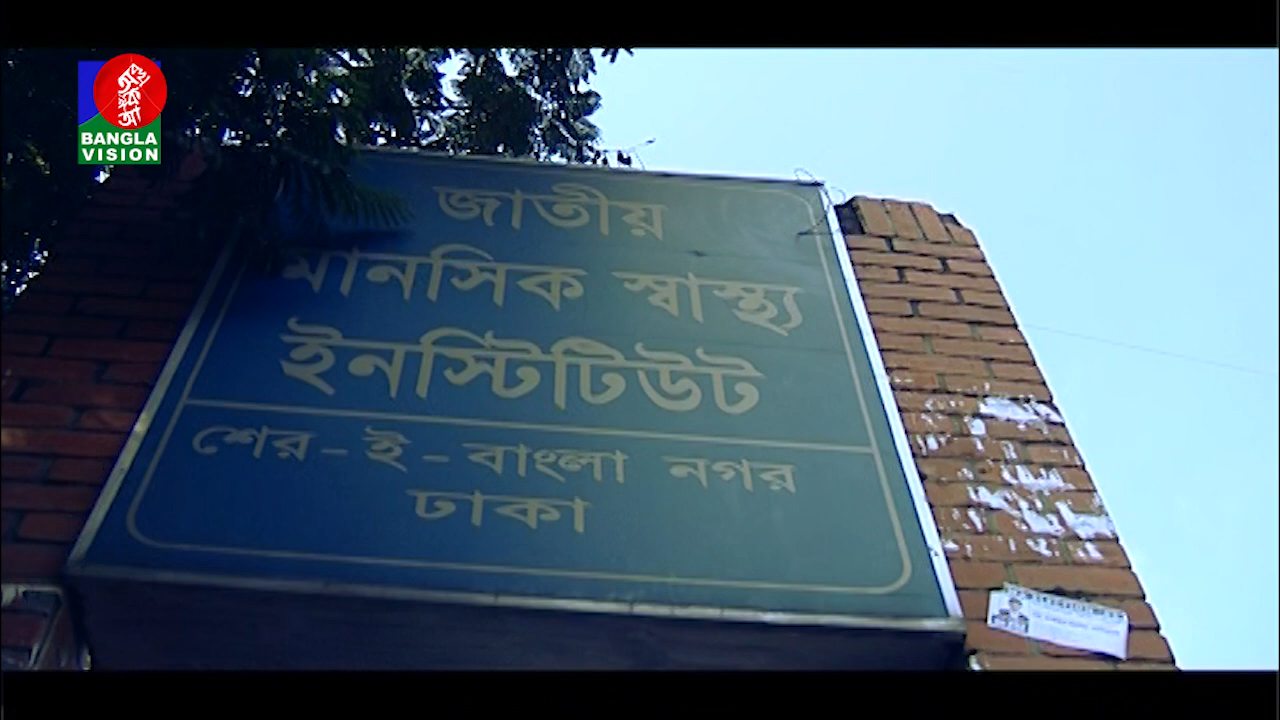 BANGLA
VISION
জাতীয়
মানসিক স্বাস্থ্য
ইনস্টিটিউট
শের-ই-বাংলা নগর
ঢাকা